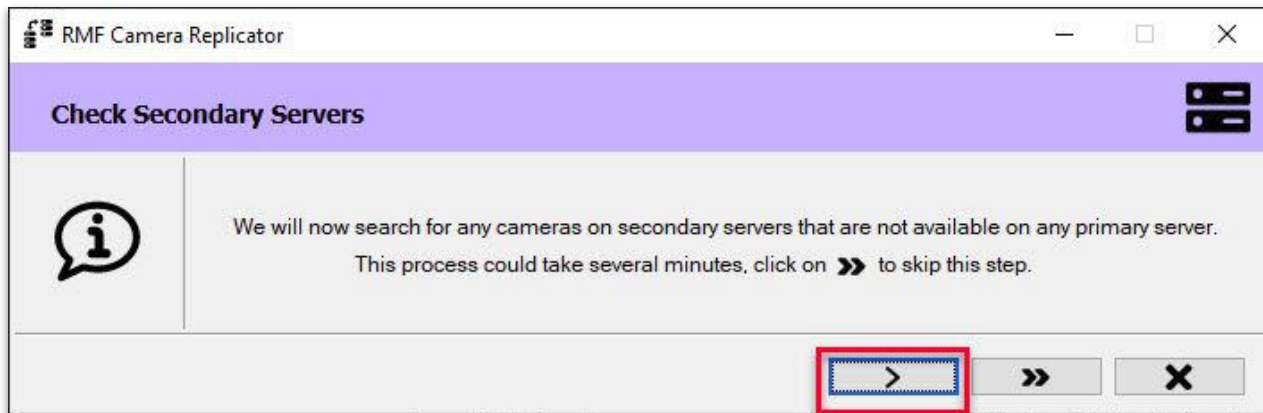 RMF Camera Replicator
Check Secondary Servers
We will now search for any cameras on secondary servers that are not available on any primary server.
This process could take several minutes, click on >> to skip this step.
>
>>